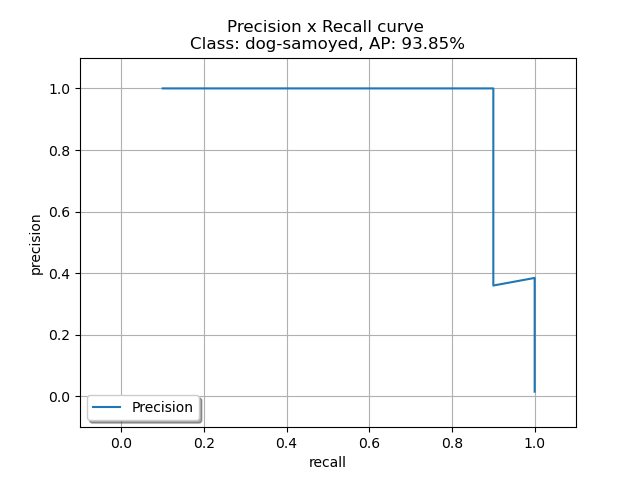 Precision x Recall curve
Class: dog-samoyed, AP: 93.85%
precision
1.0
0.8
0.6
0.4
0.2
0.0
Precision
0.0 0.2 0.4 0.6 0.8 1.0
recall